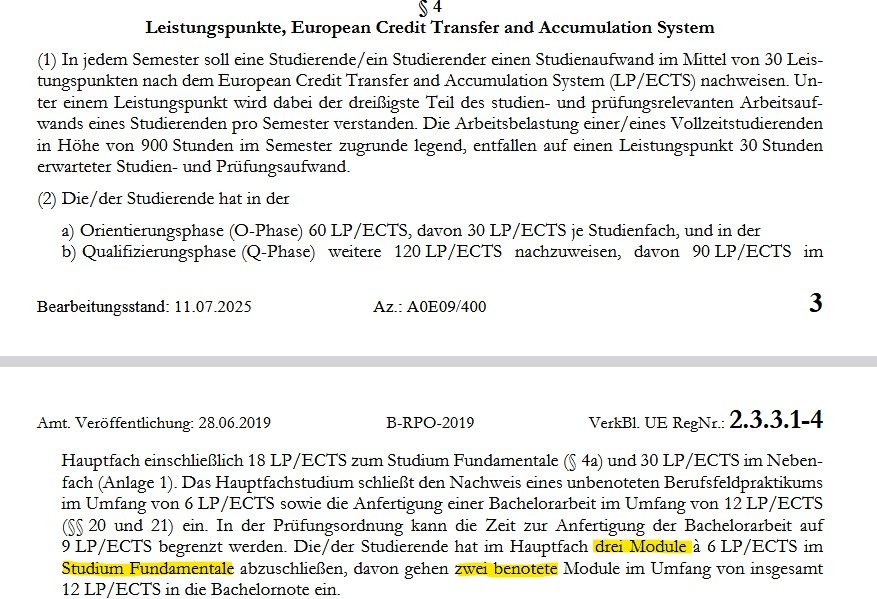 § 4
Leistungspunkte, European Credit Transfer and Accumulation System
(1) In jedem Semester soll eine Studierende/ein Studierender einen Studienaufwand im Mittel von 30 Leis-
tungspunkten nach dem European Credit Transfer and Accumulation System (LP/ECTS) nachweisen. Un-
ter einem Leistungspunkt wird dabei der dreißigste Teil des studien- und prüfungsrelevanten Arbeitsauf-
wands eines Studierenden pro Semester verstanden. Die Arbeitsbelastung einer/eines Vollzeitstudierenden
in Höhe von 900 Stunden im Semester zugrunde legend, entfallen auf einen Leistungspunkt 30 Stunden
erwarteter Studien- und Prüfungsaufwand.
(2) Die/der Studierende hat in der
a) Orientierungsphase (O-Phase) 60 LP/ECTS, davon 30 LP/ECTS je Studienfach, und in der
b) Qualifizierungsphase (Q-Phase) weitere 120 LP/ECTS nachzuweisen, davon 90 LP/ECTS im
Bearbeitungsstand: 11.07.2025 Az.: A0E09/400 3
Amt. Veröffentlichung: 28.06.2019 B-RPO-2019 VerkBl. UE RegNr.: 2.3.3.1-4
Hauptfach einschließlich 18 LP/ECTS zum Studium Fundamentale (§ 4a) und 30 LP/ECTS im Neben-
fach (Anlage 1). Das Hauptfachstudium schließt den Nachweis eines unbenoteten Berufsfeldpraktikums
im Umfang von 6 LP/ECTS sowie die Anfertigung einer Bachelorarbeit im Umfang von 12 LP/ECTS
(§§ 20 und 21) ein. In der Prüfungsordnung kann die Zeit zur Anfertigung der Bachelorarbeit auf
9 LP/ECTS begrenzt werden. Die/der Studierende hat im Hauptfach drei Module à 6 LP/ECTS im
Studium Fundamentale abzuschließen, davon gehen zwei benotete Module im Umfang von insgesamt
12 LP/ECTS in die Bachelornote ein.